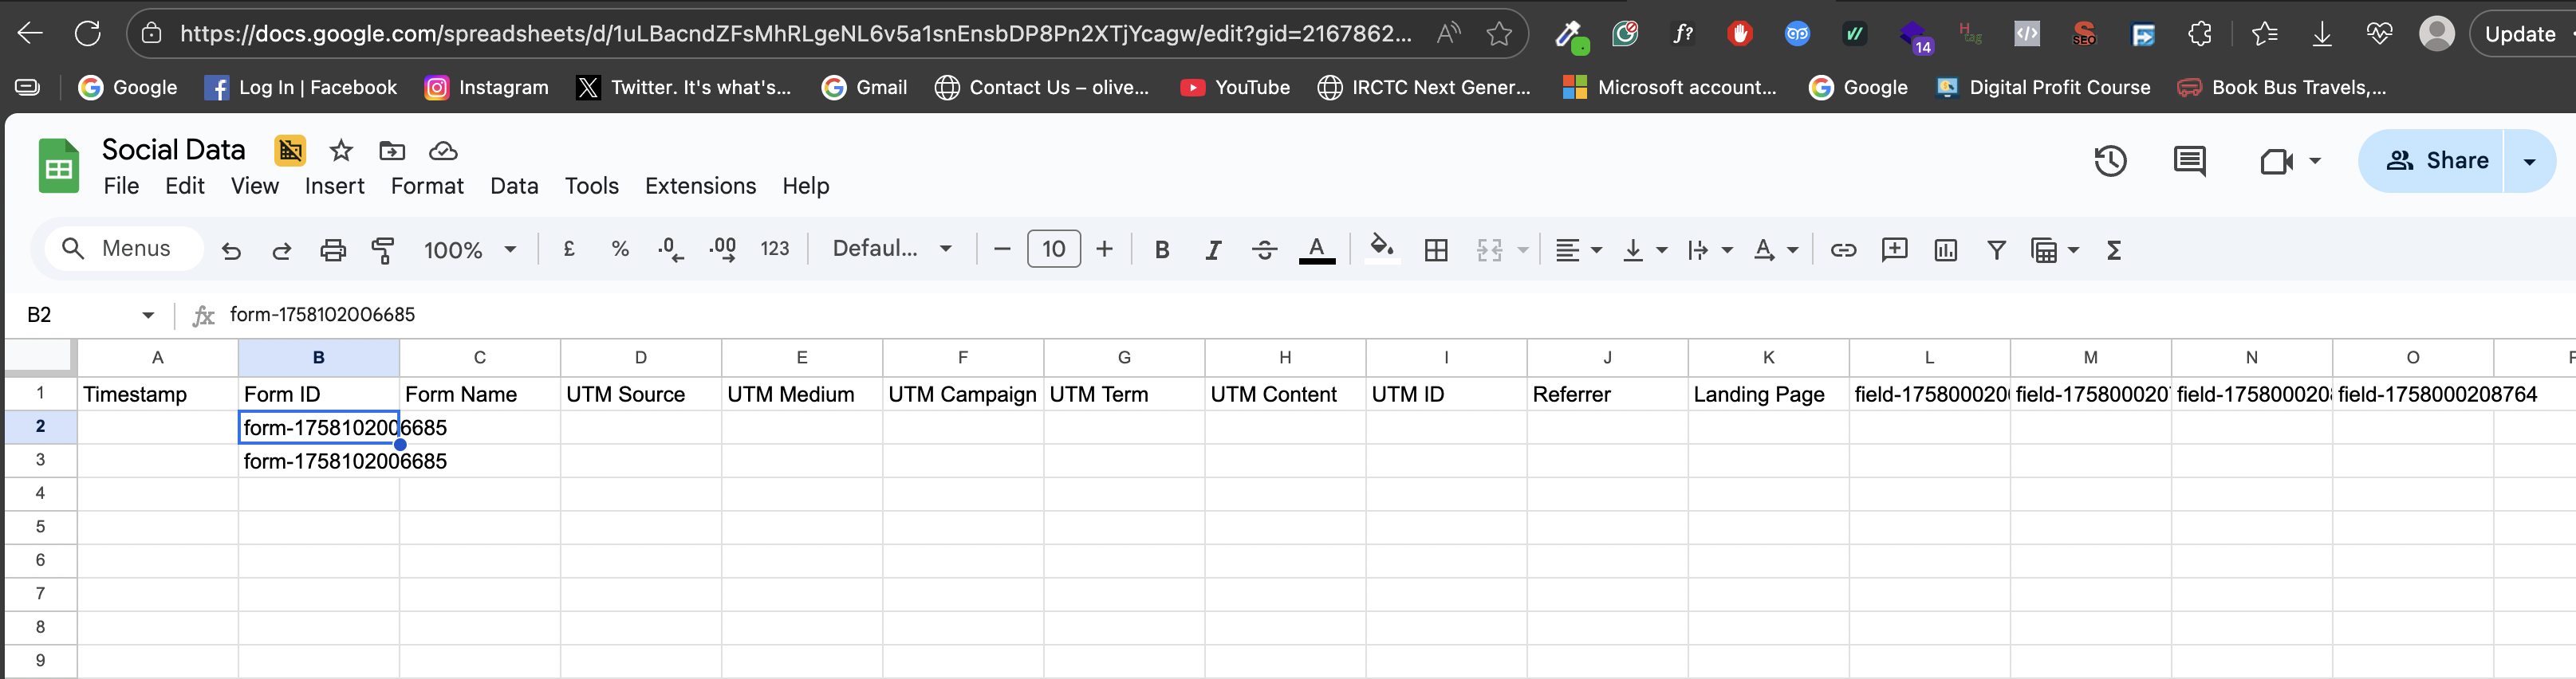 https://docs.google.com/spreadsheets/d/1uLBacndZFsMhRLgeNL6v5a1snEnsbDP8Pn2XTjYcagw/edit?gid=2167862... A f? 14 H tag SEO Update
Google Log In | Facebook Instagram X Twitter. It's what's... Gmail Contact Us – olive... YouTube IRCTC Next Gener... Microsoft account... Google Digital Profit Course Book Bus Travels,...
Social Data
File Edit View Insert Format Data Tools Extensions Help
Share
Menus 100% £ % .0 .00 123 Defaul... − 10 + B I S A Σ
B2 fx form-1758102006685
A B C D E F G H I J K L M N O
1 Timestamp Form ID Form Name UTM Source UTM Medium UTM Campaign UTM Term UTM Content UTM ID Referrer Landing Page field-175800020 field-175800020 field-175800020 field-1758000208764
2 form-1758102006685
3 form-1758102006685
4
5
6
7
8
9